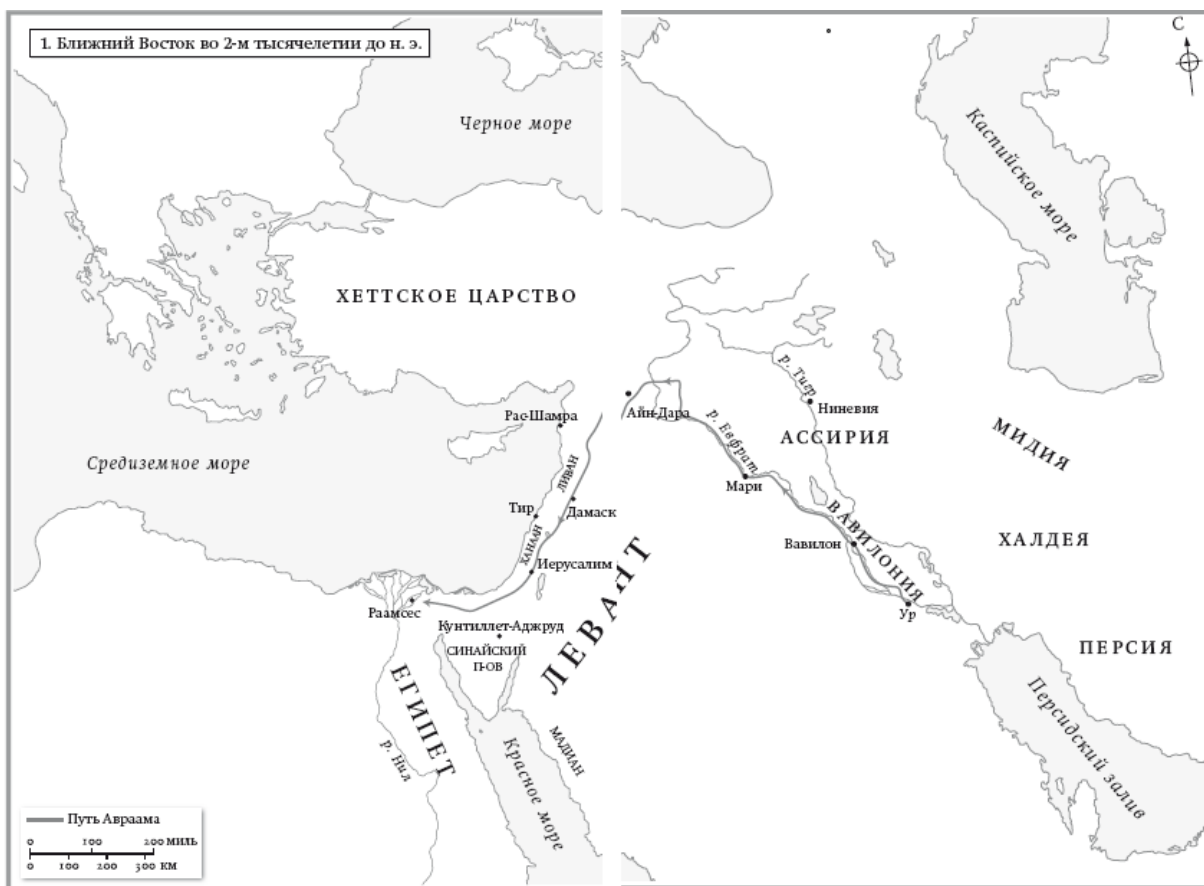 1. Ближний Восток во 2-м тысячелетии до н. э.
С
Черное море
Каспийское море
ХЕТТСКОЕ ЦАРСТВО
р. Тигр
Ниневия
Айн-Дара
Рас-Шамра
р. Евфрат
АССИРИЯ
МИДИЯ
Средиземное море
ЛИВАН
Мари
Тир
Дамаск
ВАВИЛОНИЯ
ХАНААН
Вавилон
ХАЛДЕЯ
Иерусалим
Раамсес
Ур
Кунтиллет-Аджруд
СИНАЙСКИЙ
П-ОВ
ЛЕВАНТ
ПЕРСИЯ
ЕГИПЕТ
р. Нил
МАДИАН
Красное море
Персидский залив
Путь Авраама
0 100 200 МИЛЬ
0 100 200 300 КМ